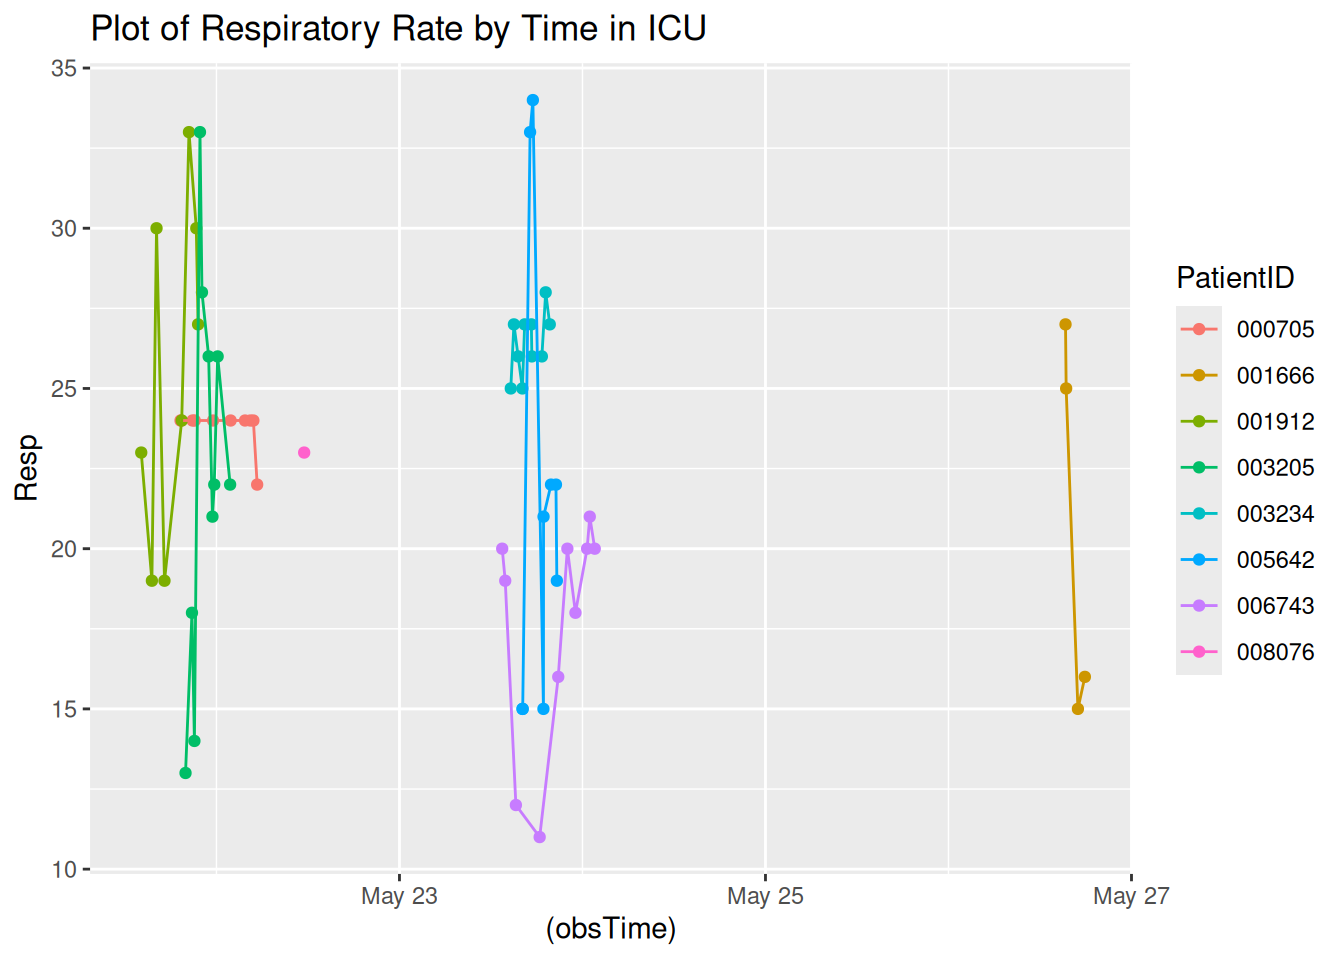 Plot of Respiratory Rate by Time in ICU
35
30
25
20
15
10
Resp
May 23
May 25
May 27
(obsTime)
PatientID
000705
001666
001912
003205
003234
005642
006743
008076